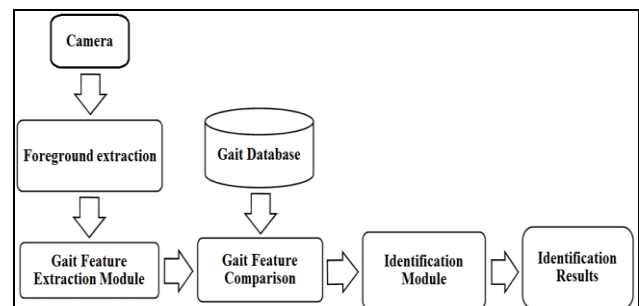 Camera
Foreground extraction
Gait Database
Gait Feature
Extraction Module
Gait Feature
Comparison
Identification
Module
Identification
Results